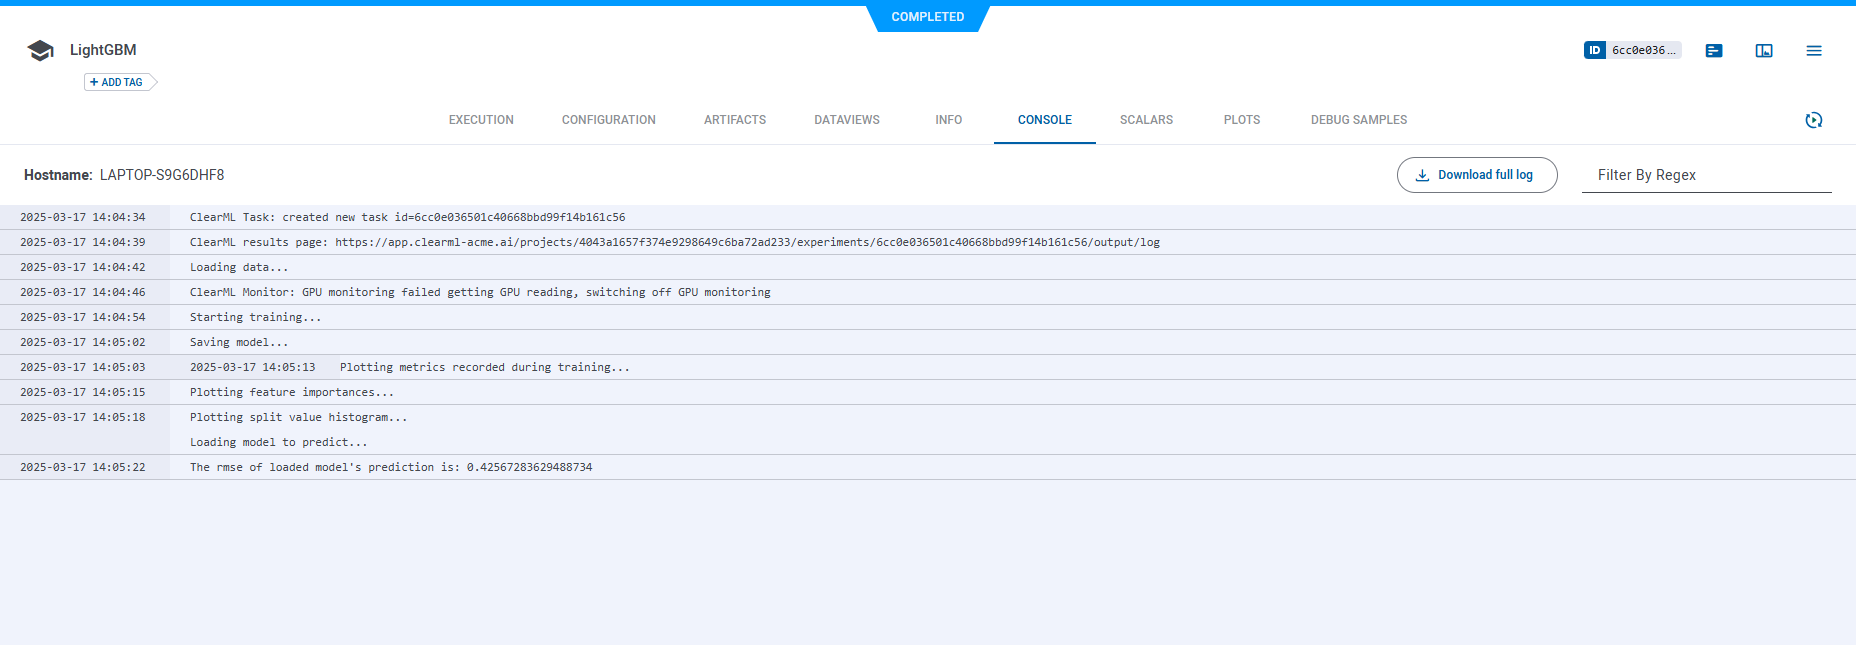 COMPLETED
LightGBM
ID 6cc0e036...
+ ADD TAG
EXECUTION CONFIGURATION ARTIFACTS DATAVIEWS INFO CONSOLE SCALARS PLOTS DEBUG SAMPLES
Hostname: LAPTOP-S9G6DHF8
Download full log
Filter By Regex
2025-03-17 14:04:34 ClearML Task: created new task id=6cc0e036501c40668bbd99f14b161c56
2025-03-17 14:04:39 ClearML results page: https://app.clearml-acme.ai/projects/4043a1657f374e9298649c6ba72ad233/experiments/6cc0e036501c40668bbd99f14b161c56/output/log
2025-03-17 14:04:42 Loading data...
2025-03-17 14:04:46 ClearML Monitor: GPU monitoring failed getting GPU reading, switching off GPU monitoring
2025-03-17 14:04:54 Starting training...
2025-03-17 14:05:02 Saving model...
2025-03-17 14:05:03 2025-03-17 14:05:13 Plotting metrics recorded during training...
2025-03-17 14:05:15 Plotting feature importances...
2025-03-17 14:05:18 Plotting split value histogram...
Loading model to predict...
2025-03-17 14:05:22 The rmse of loaded model's prediction is: 0.42567283629488734